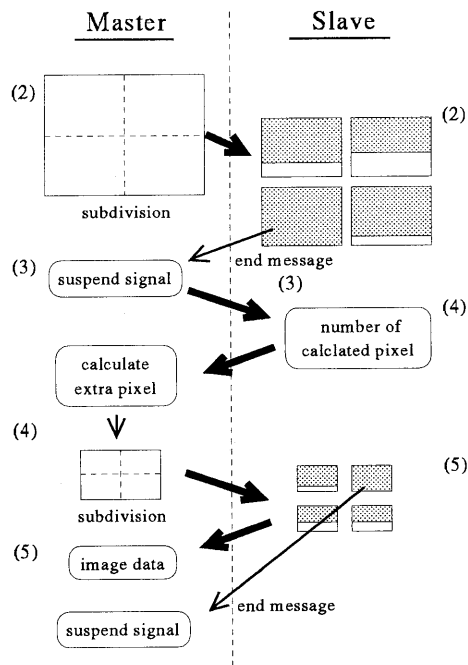 Master
Slave
(2)
(2)
subdivision
end message
(3)
suspend signal
(3)
(4)
number of
calclated pixel
calculate
extra pixel
(4)
(5)
subdivision
(5)
image data
end message
suspend signal